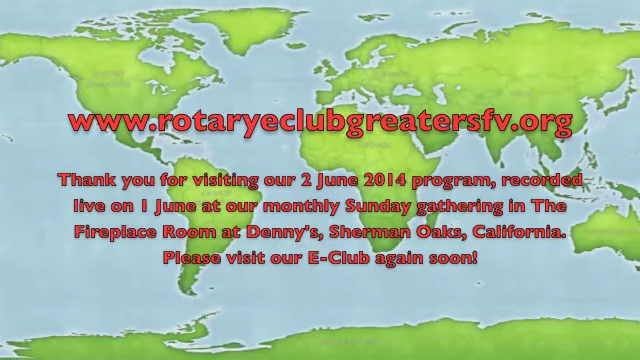 www.rotaryeclubgreatersfv.org
Thank you for visiting our 2 June 2014 program, recorded
live on 1 June at our monthly Sunday gathering in The
Fireplace Room at Denny's, Sherman Oaks, California.
Please visit our E-Club again soon!